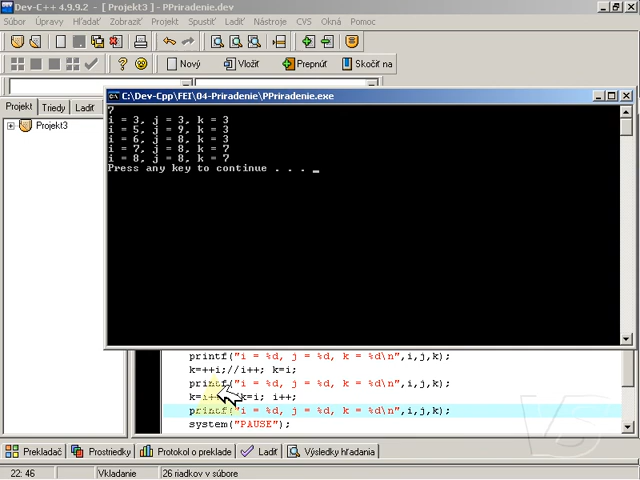 Dev-C++ 4.9.9.2 - [ Projekt3 ] - PPriradenie.dev
Súbor Úpravy Hľadať Zobraziť Projekt Spustiť Ladiť Nástroje CVS Okná Pomoc
Nový Vložiť Prepnúť Skočiť na
Projekt Triedy Ladiť
Projekt3
C:\Dev-Cpp\FEI\04-Priradenie\PPriradenie.exe
7
i = 3, j = 3, k = 3
i = 5, j = 9, k = 3
i = 6, j = 8, k = 3
i = 7, j = 8, k = 7
i = 8, j = 8, k = 7
Press any key to continue . . . _
printf("i = %d, j = %d, k = %d\n",i,j,k);
k=++i;//i++; k=i;
printf("i = %d, j = %d, k = %d\n",i,j,k);
k=i++;//k=i; i++;
printf("i = %d, j = %d, k = %d\n",i,j,k);
system("PAUSE");
Prekladač Prostriedky Protokol o preklade Ladiť Výsledky hľadania
22: 46 Vkladanie 26 riadkov v súbore